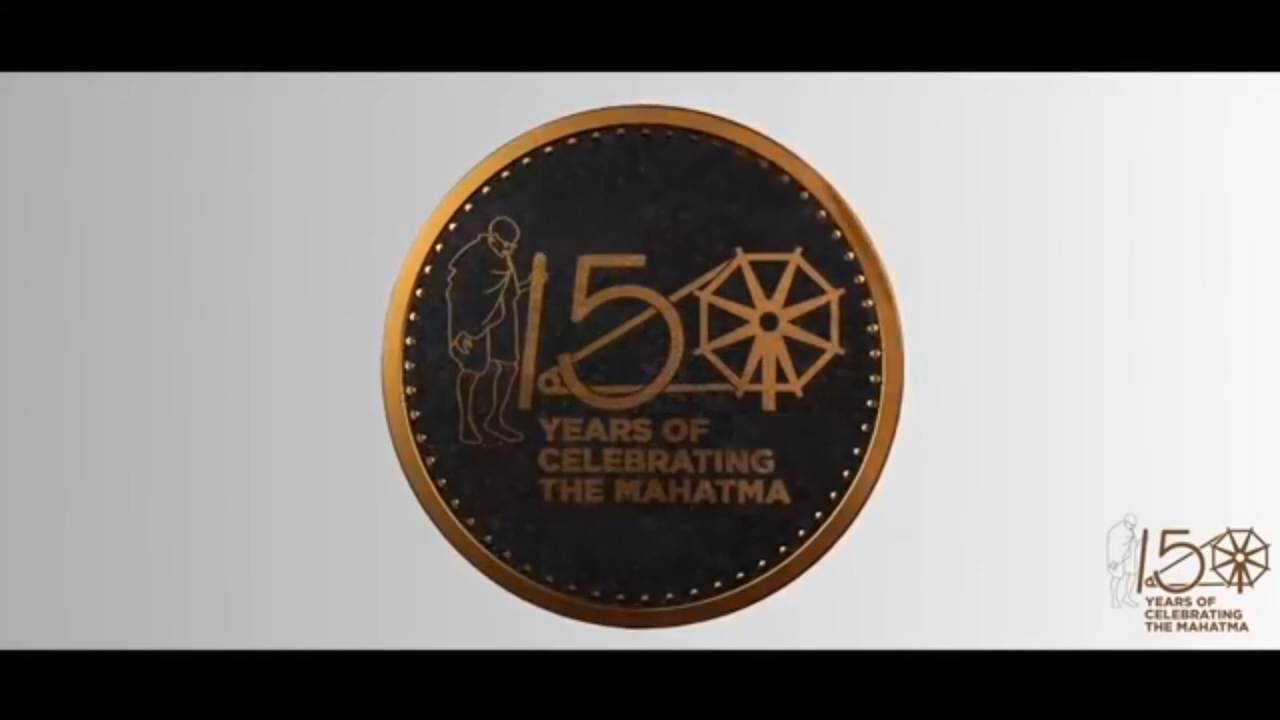 150
YEARS OF
CELEBRATING
THE MAHATMA
150
YEARS OF
CELEBRATING
THE MAHATMA